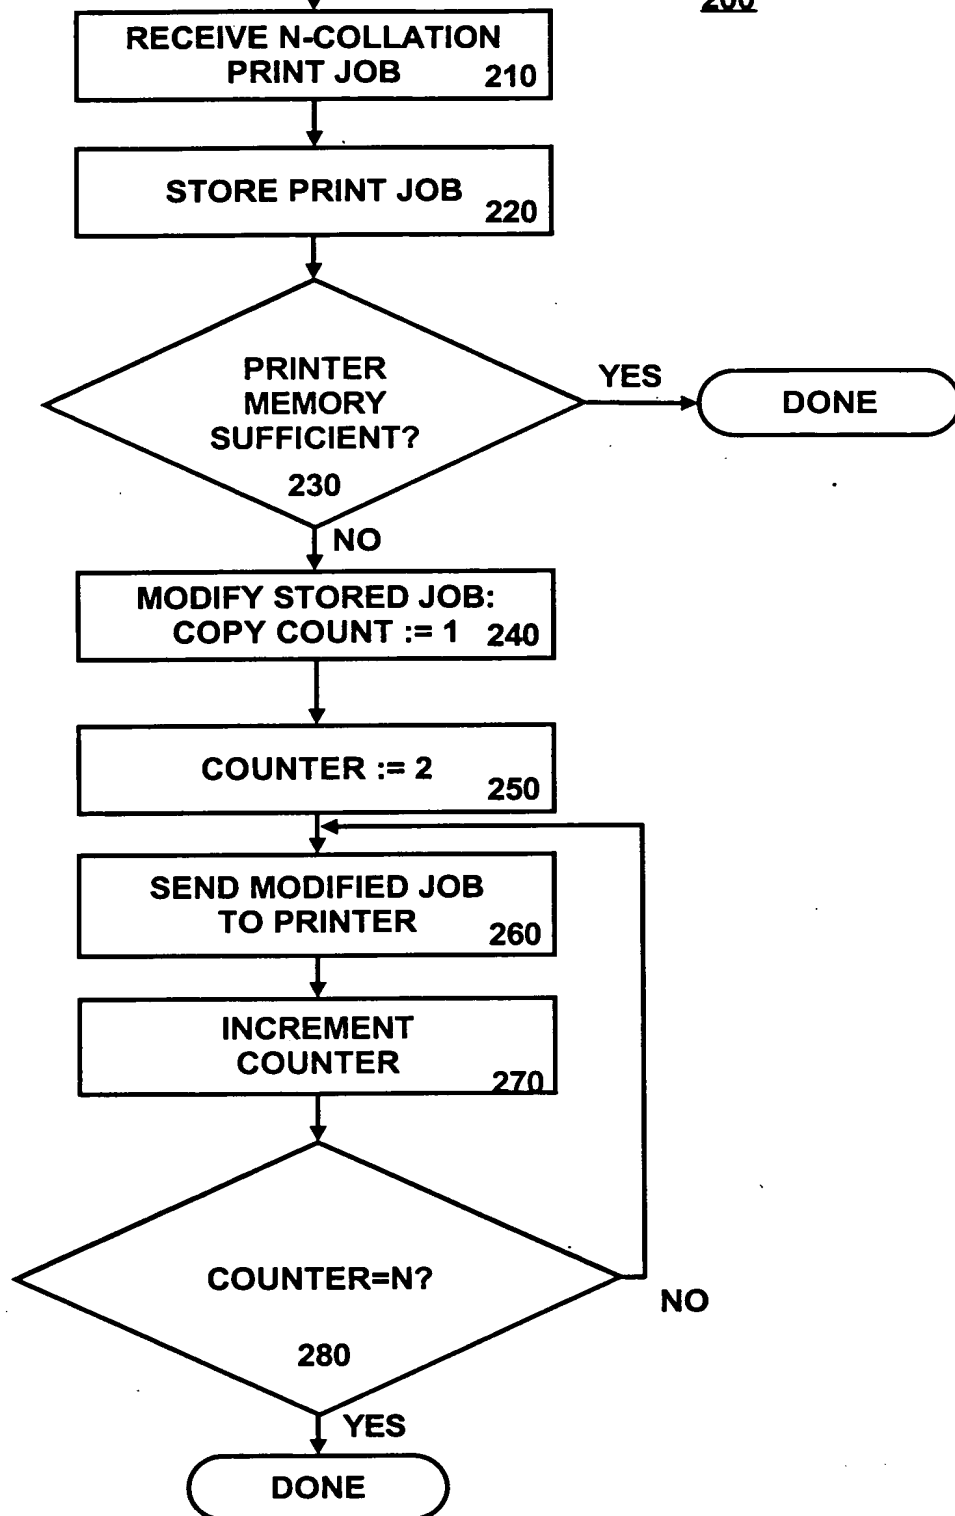 200
RECEIVE N-COLLATION
PRINT JOB 210
STORE PRINT JOB 220
PRINTER
MEMORY
SUFFICIENT?
230
YES
DONE
NO
MODIFY STORED JOB:
COPY COUNT := 1 240
COUNTER := 2
250
SEND MODIFIED JOB
TO PRINTER 260
INCREMENT
COUNTER
270
COUNTER=N?
NO
280
YES
DONE